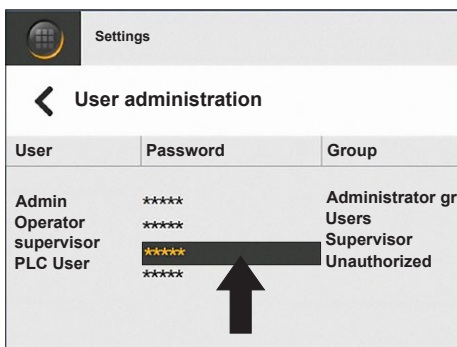 Settings
User administration
User Password Group
Admin ***** Administrator gr
Operator ***** Users
supervisor ***** Supervisor
PLC User ***** Unauthorized